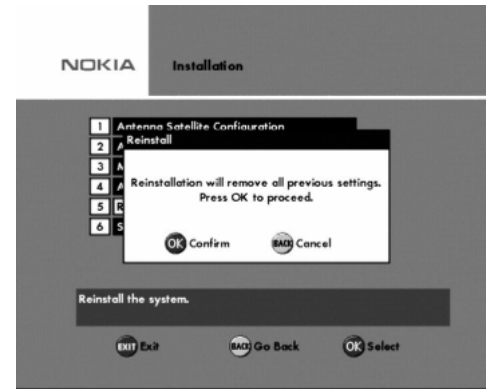 NOKIA
Installation
1 Antenna Satellite Configuration
Reinstall
2 A
3
4 A
5 R
6 S
Reinstallation will remove all previous settings.
Press OK to proceed.
OK Confirm BACK Cancel
Reinstall the system.
EXIT Exit BACK Go Back OK Select